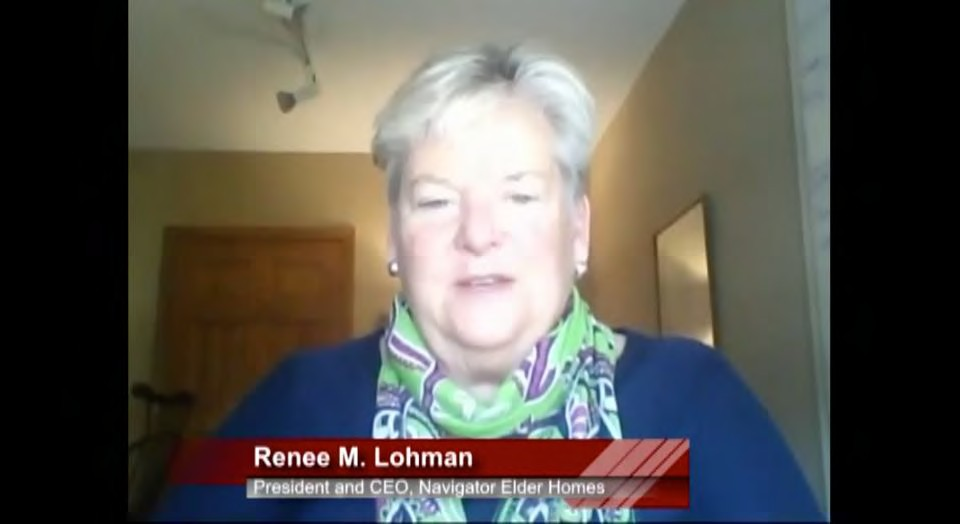 Renee M. Lohman
President and CEO, Navigator Elder Homes